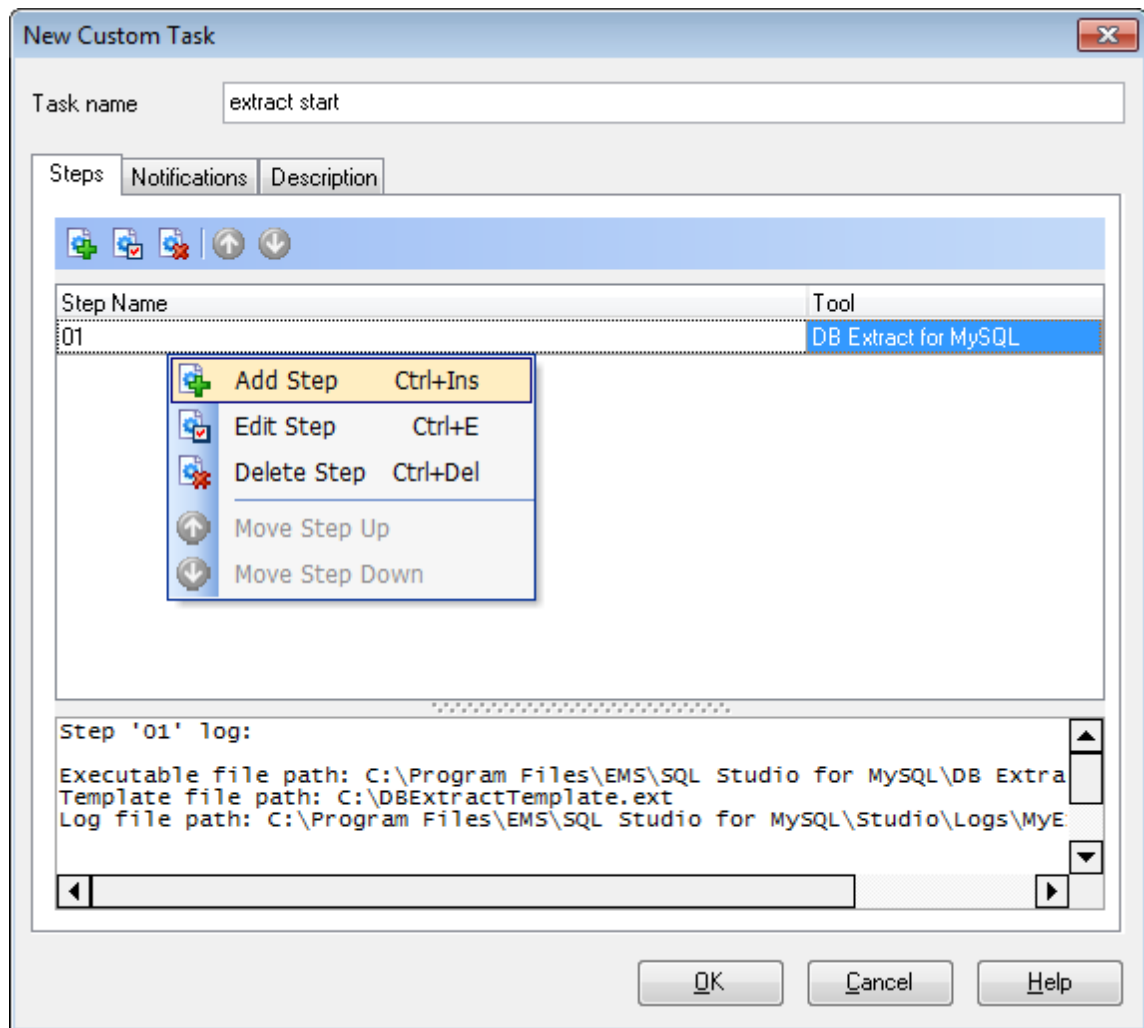 New Custom Task
Task name
extract start
Steps Notifications Description
Step Name Tool
01 DB Extract for MySQL
Add Step Ctrl+Ins
Edit Step Ctrl+E
Delete Step Ctrl+Del
Move Step Up
Move Step Down
Step '01' log:
Executable file path: C:\Program Files\EMS\SQL Studio for MySQL\DB Extra
Template file path: C:\DBExtractTemplate.ext
Log file path: C:\Program Files\EMS\SQL Studio for MySQL\Studio\Logs\MyE
OK Cancel Help